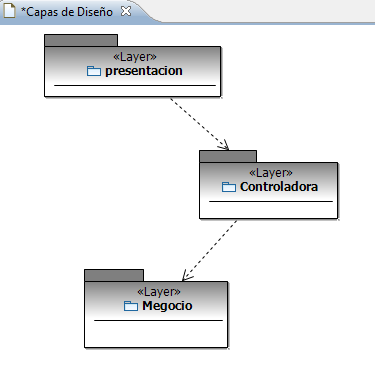 *Capas de Diseño
«Layer»
presentacion
«Layer»
Controladora
«Layer»
Megocio